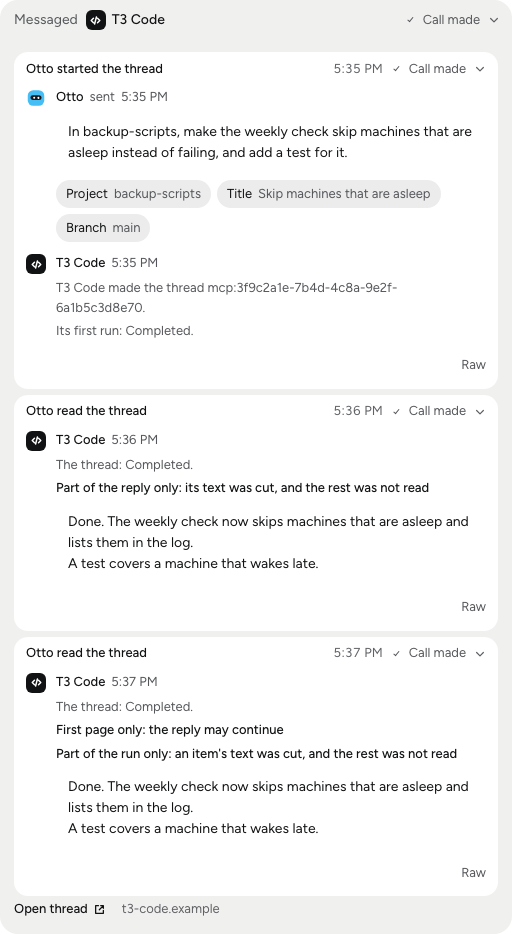 Messaged T3 Code Call made
Otto started the thread 5:35 PM Call made
Otto sent 5:35 PM
In backup-scripts, make the weekly check skip machines that are
asleep instead of failing, and add a test for it.
Project backup-scripts Title Skip machines that are asleep
Branch main
T3 Code 5:35 PM
T3 Code made the thread mcp:3f9c2a1e-7b4d-4c8a-9e2f-
6a1b5c3d8e70.
Its first run: Completed.
Raw
Otto read the thread 5:36 PM Call made
T3 Code 5:36 PM
The thread: Completed.
Part of the reply only: its text was cut, and the rest was not read
Done. The weekly check now skips machines that are asleep and
lists them in the log.
A test covers a machine that wakes late.
Raw
Otto read the thread 5:37 PM Call made
T3 Code 5:37 PM
The thread: Completed.
First page only: the reply may continue
Part of the run only: an item's text was cut, and the rest was not read
Done. The weekly check now skips machines that are asleep and
lists them in the log.
A test covers a machine that wakes late.
Raw
Open thread t3-code.example